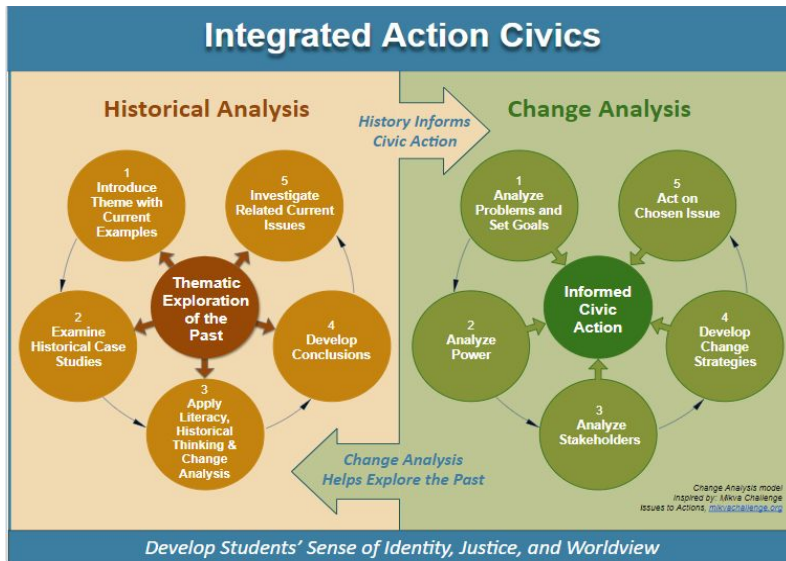 Integrated Action Civics
Historical Analysis
1
Introduce
Theme with
Current
Examples
2
Examine
Historical Case
Studies
3
Apply
Literacy,
Historical
Thinking &
Change
Analysis
4
Develop
Conclusions
5
Investigate
Related Current
Issues
Thematic
Exploration
of the
Past
History Informs
Civic Action
Change Analysis
1
Analyze
Problems and
Set Goals
2
Analyze
Power
3
Analyze
Stakeholders
4
Develop
Change
Strategies
5
Act on
Chosen Issue
Informed
Civic
Action
Change Analysis
Helps Explore the Past
Change Analysis model
Inspired by: Mikva Challenge
Issues to Actions, mikvachallenge.org
Develop Students' Sense of Identity, Justice, and Worldview